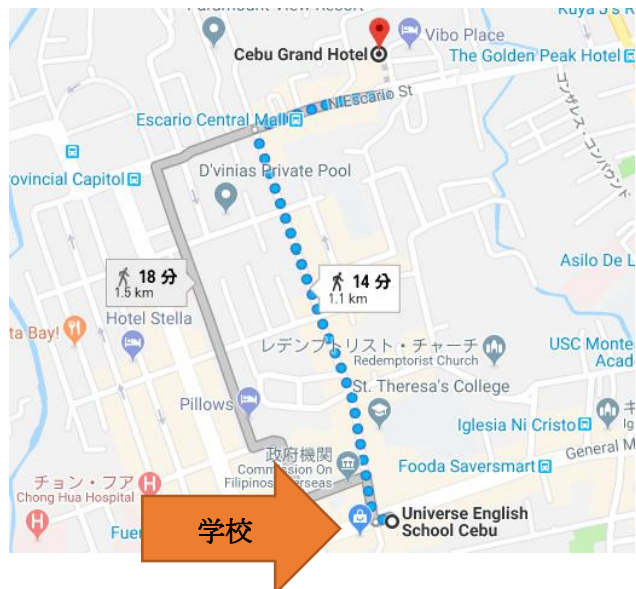 Paramount View Resort
Kuya J's R
Vibo Place
Cebu Grand Hotel
The Golden Peak Hotel
N Escario St
Escario Central Mall
コンサレス・コンパウンド
D'vinias Private Pool
rovincial Capitol
Asilo De L
18 分
1.5 km
14 分
1.1 km
Hotel Stella
ta Bay!
レデンプトリスト・チャーチ
Redemptorist Church
USC Montes
Acade
St. Theresa's College
Pillows
Iglesia Ni Cristo
キ
Ig
政府機関
Commission On
Filipinos Overseas
General M
Fooda Saversmart
チョン・フア
Chong Hua Hospital
Universe English
School Cebu
Fuen
学校